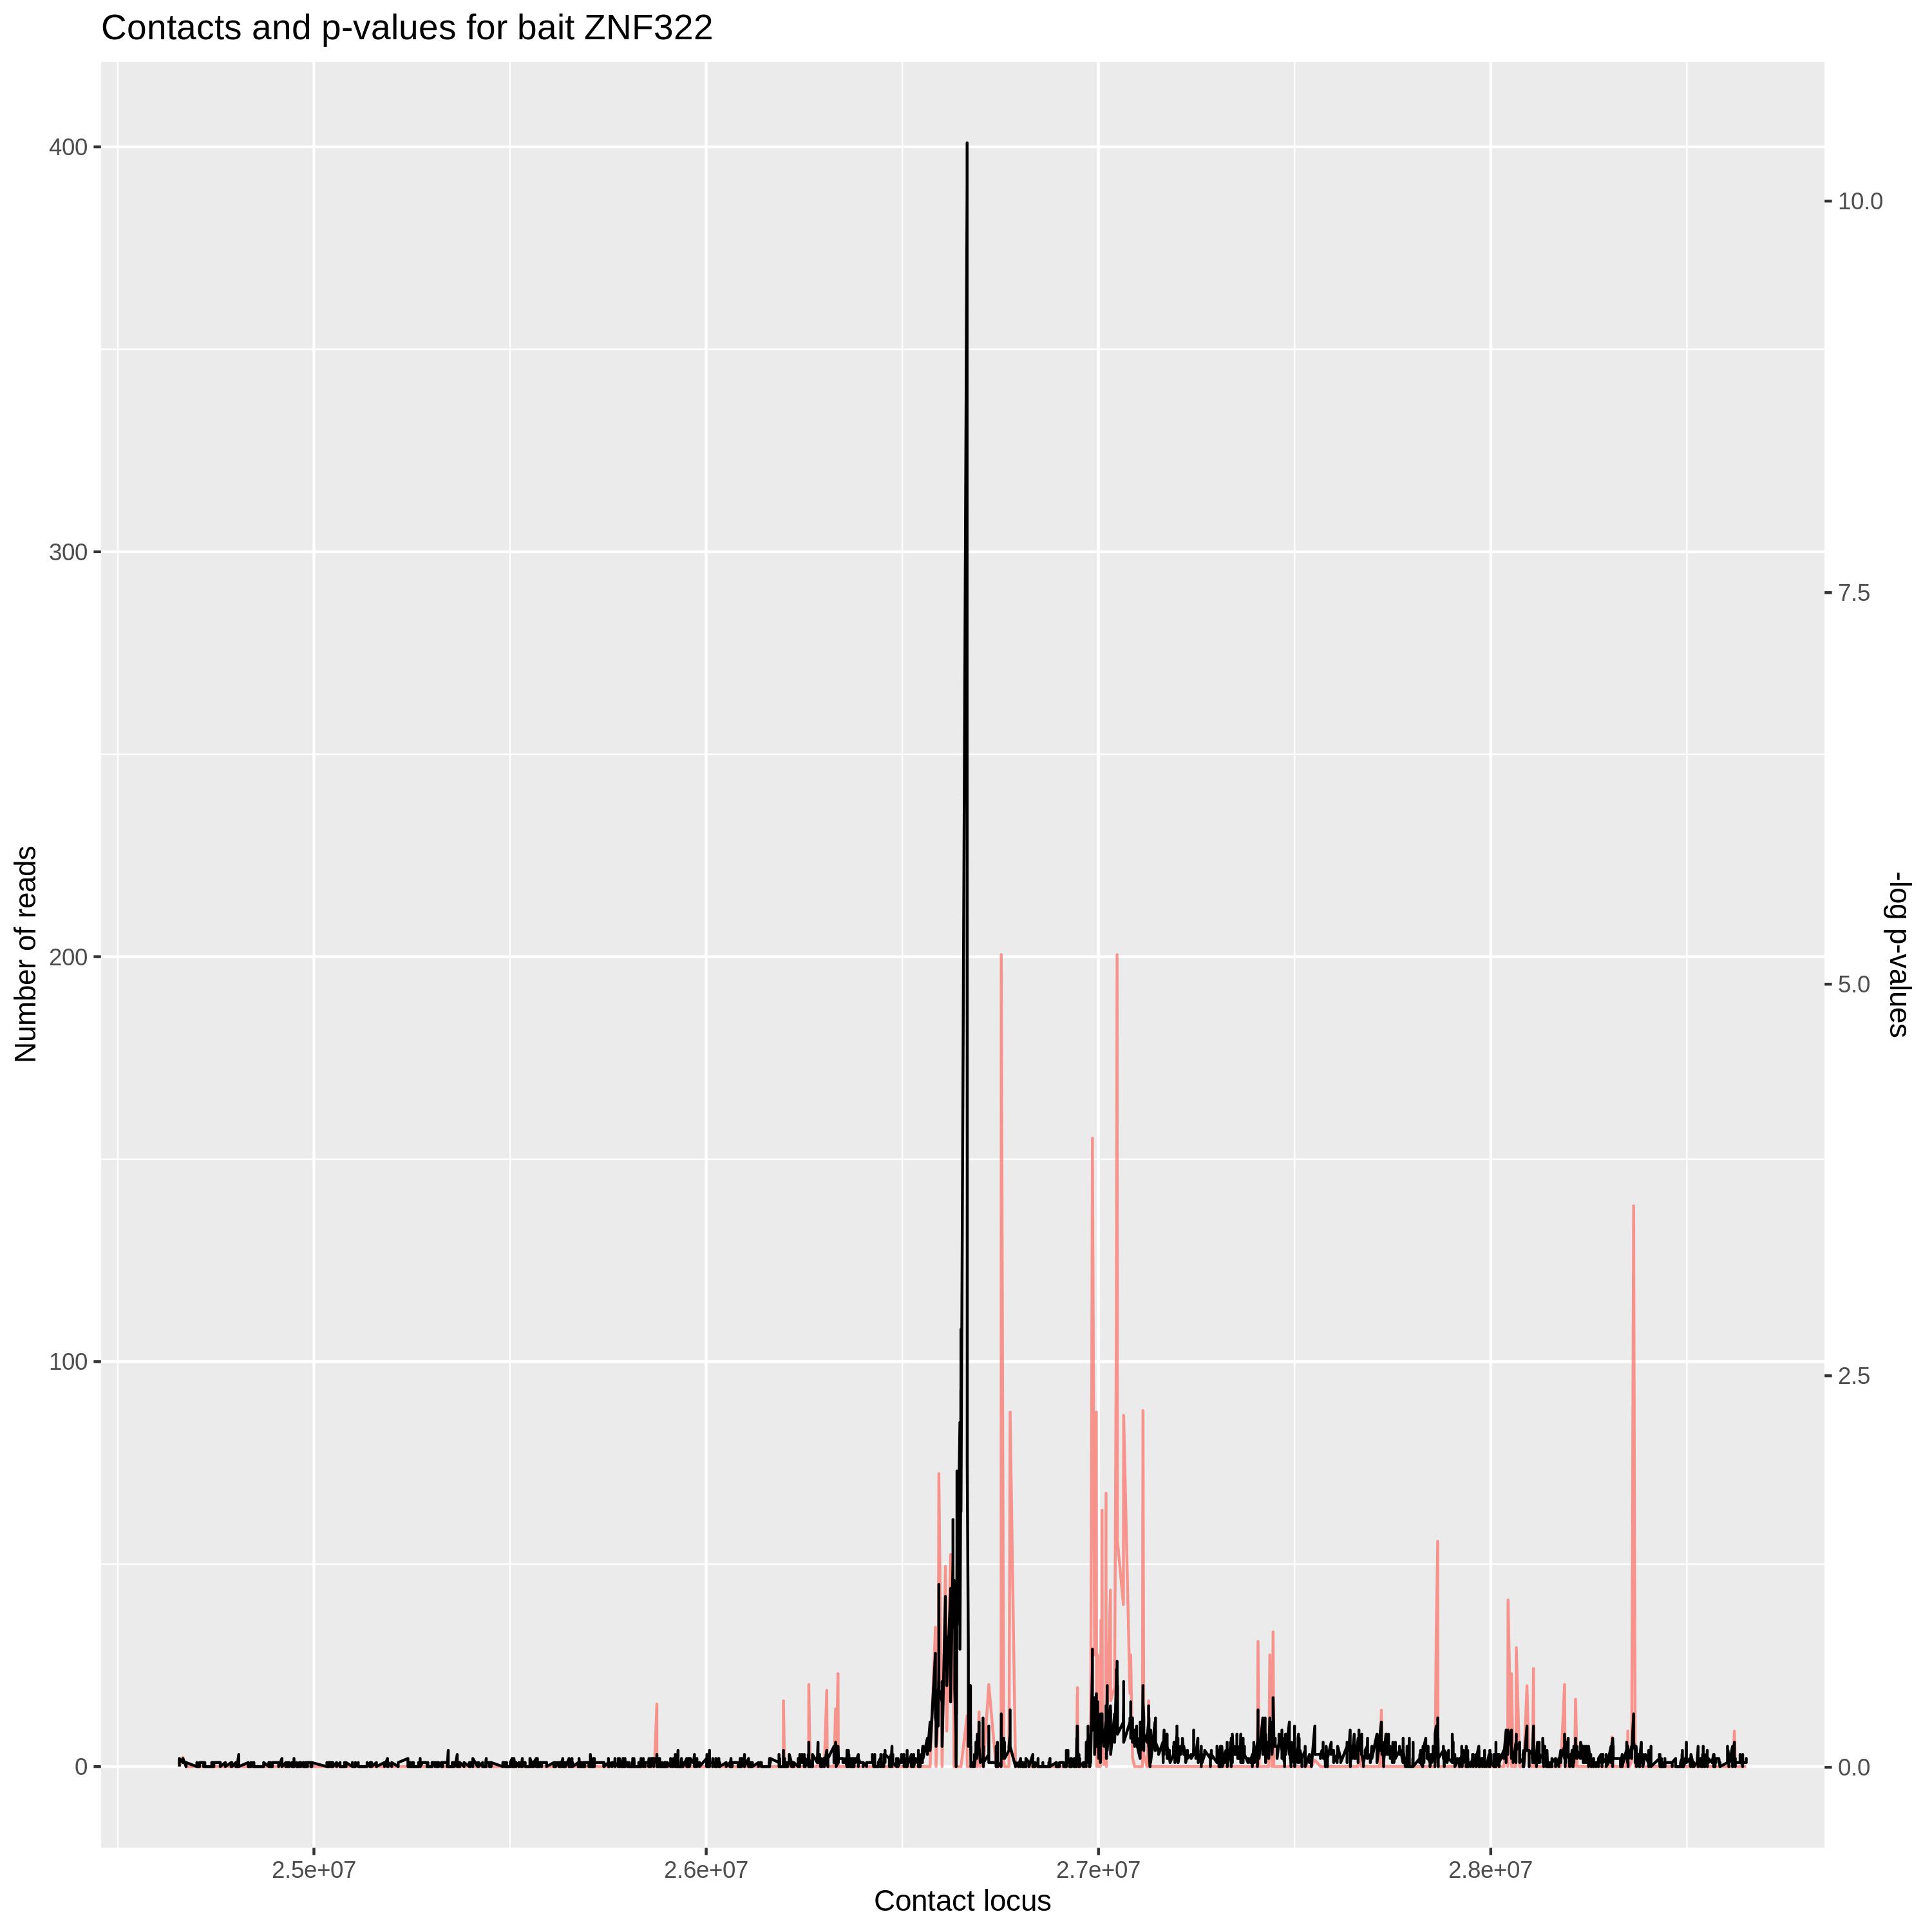 Contacts and p-values for bait ZNF322
400
300
200
100
0
Number of reads
10.0
7.5
5.0
2.5
0.0
-log p-values
2.5e+07 2.6e+07 2.7e+07 2.8e+07
Contact locus